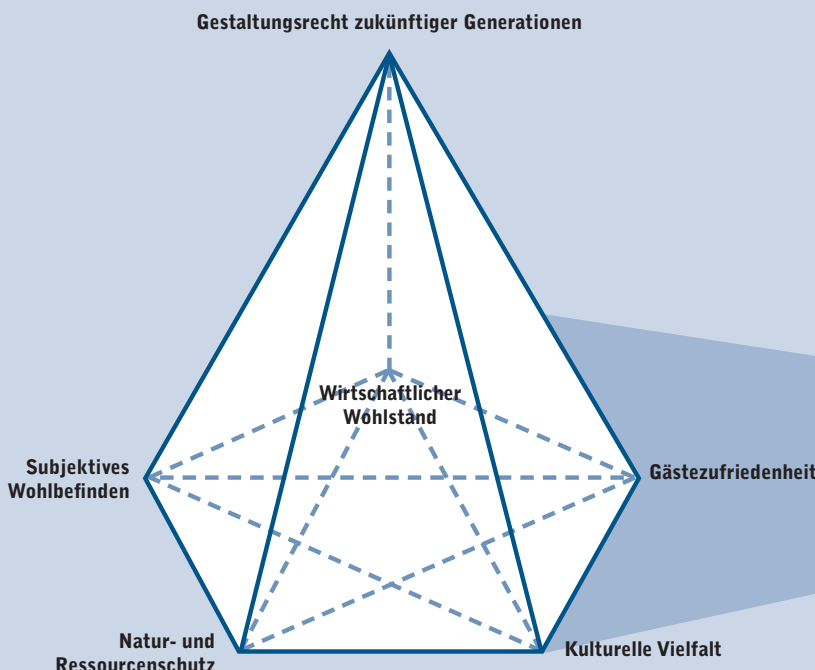 Gestaltungsrecht zukünftiger Generationen
Wirtschaftlicher
Wohlstand
Subjektives
Wohlbefinden
Gästezufriedenheit
Natur- und
Ressourcenschutz
Kulturelle Vielfalt